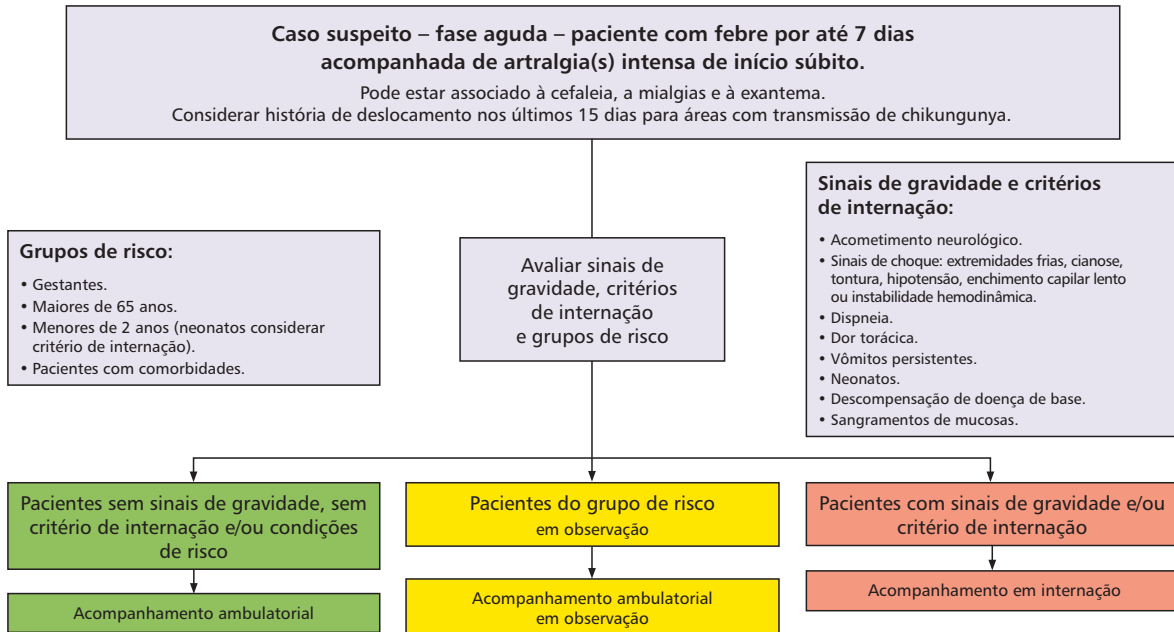 Caso suspeito – fase aguda – paciente com febre por até 7 dias
acompanhada de artralgia(s) intensa de início súbito.
Pode estar associado à cefaleia, a mialgias e à exantema.
Considerar história de deslocamento nos últimos 15 dias para áreas com transmissão de chikungunya.
Grupos de risco:
• Gestantes.
• Maiores de 65 anos.
• Menores de 2 anos (neonatos considerar
critério de internação).
• Pacientes com comorbidades.
Avaliar sinais de
gravidade, critérios
de internação
e grupos de risco
Sinais de gravidade e critérios
de internação:
• Acometimento neurológico.
• Sinais de choque: extremidades frias, cianose,
tontura, hipotensão, enchimento capilar lento
ou instabilidade hemodinâmica.
• Dispneia.
• Dor torácica.
• Vômitos persistentes.
• Neonatos.
• Descompensação de doença de base.
• Sangramentos de mucosas.
Pacientes sem sinais de gravidade, sem
critério de internação e/ou condições
de risco
Acompanhamento ambulatorial
Pacientes do grupo de risco
em observação
Acompanhamento ambulatorial
em observação
Pacientes com sinais de gravidade e/ou
critério de internação
Acompanhamento em internação